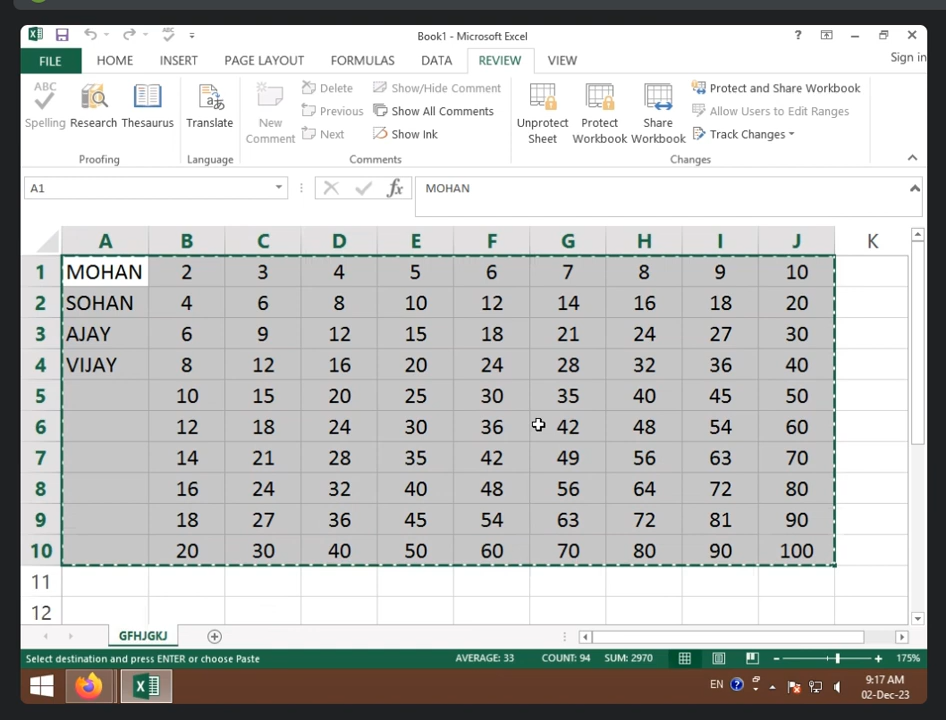 Book1 - Microsoft Excel
?
FILE HOME INSERT PAGE LAYOUT FORMULAS DATA REVIEW VIEW Sign in
ABC
Spelling Research Thesaurus
Proofing
Translate
Language
New Comment
Delete
Previous
Next
Show/Hide Comment
Show All Comments
Show Ink
Comments
Unprotect Sheet
Protect Workbook
Share Workbook
Protect and Share Workbook
Allow Users to Edit Ranges
Track Changes
Changes
A1 fx MOHAN
A B C D E F G H I J K
1 MOHAN 2 3 4 5 6 7 8 9 10
2 SOHAN 4 6 8 10 12 14 16 18 20
3 AJAY 6 9 12 15 18 21 24 27 30
4 VIJAY 8 12 16 20 24 28 32 36 40
5 10 15 20 25 30 35 40 45 50
6 12 18 24 30 36 42 48 54 60
7 14 21 28 35 42 49 56 63 70
8 16 24 32 40 48 56 64 72 80
9 18 27 36 45 54 63 72 81 90
10 20 30 40 50 60 70 80 90 100
11
12
GFHJGKJ
Select destination and press ENTER or choose Paste AVERAGE: 33 COUNT: 94 SUM: 2970 175%
EN 9:17 AM
02-Dec-23